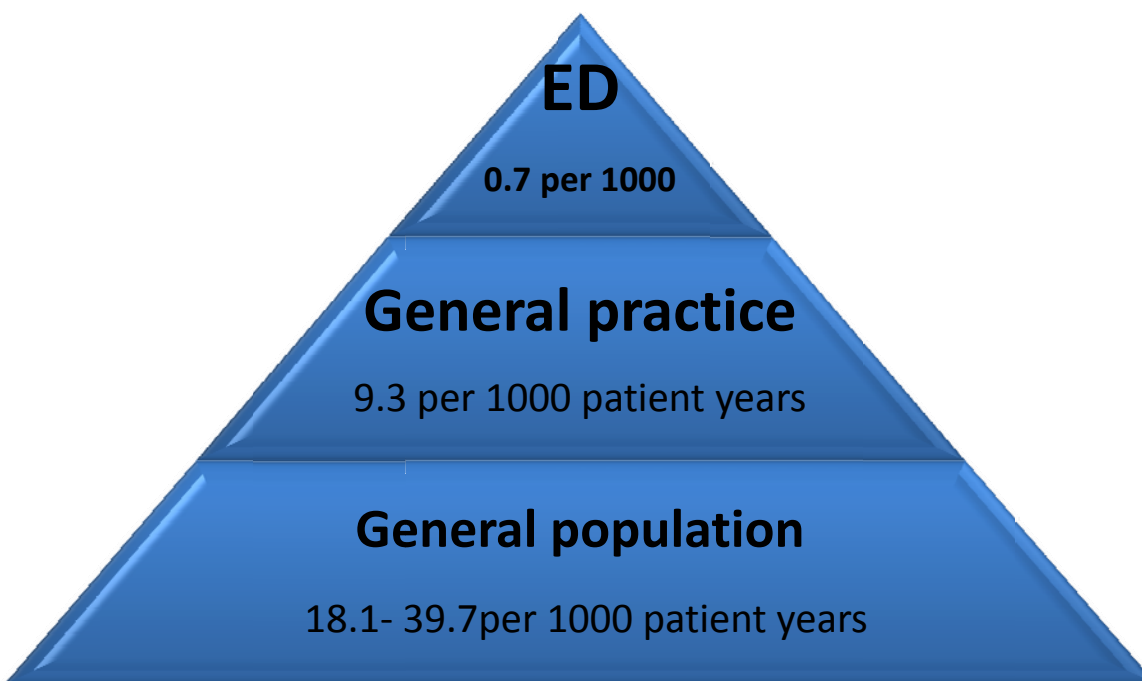 ED
0.7 per 1000
General practice
9.3 per 1000 patient years
General population
18.1- 39.7per 1000 patient years